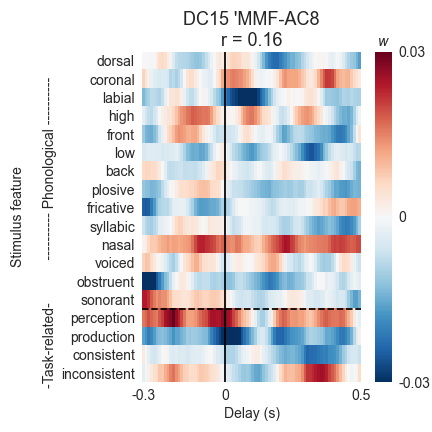 DC15 'MMF-AC8
r = 0.16
w
dorsal
coronal
labial
high
front
low
back
plosive
fricative
syllabic
nasal
voiced
obstruent
sonorant
perception
production
consistent
inconsistent
Stimulus feature
-Task-related- ---------- Phonological ----------
0.03
0
-0.03
-0.3 0 0.5
Delay (s)